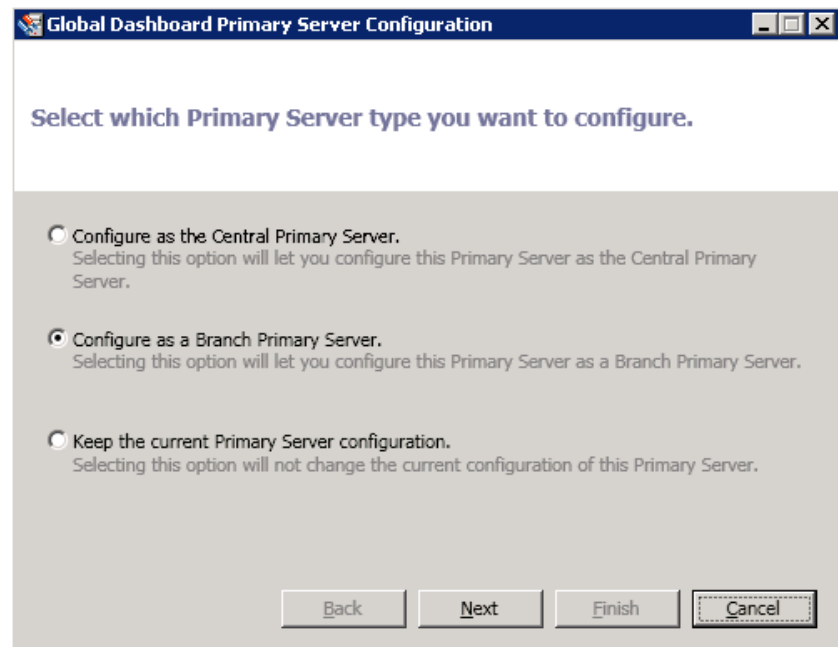 Global Dashboard Primary Server Configuration
Select which Primary Server type you want to configure.
Configure as the Central Primary Server.
Selecting this option will let you configure this Primary Server as the Central Primary
Server.
Configure as a Branch Primary Server.
Selecting this option will let you configure this Primary Server as a Branch Primary Server.
Keep the current Primary Server configuration.
Selecting this option will not change the current configuration of this Primary Server.
Back Next Finish Cancel